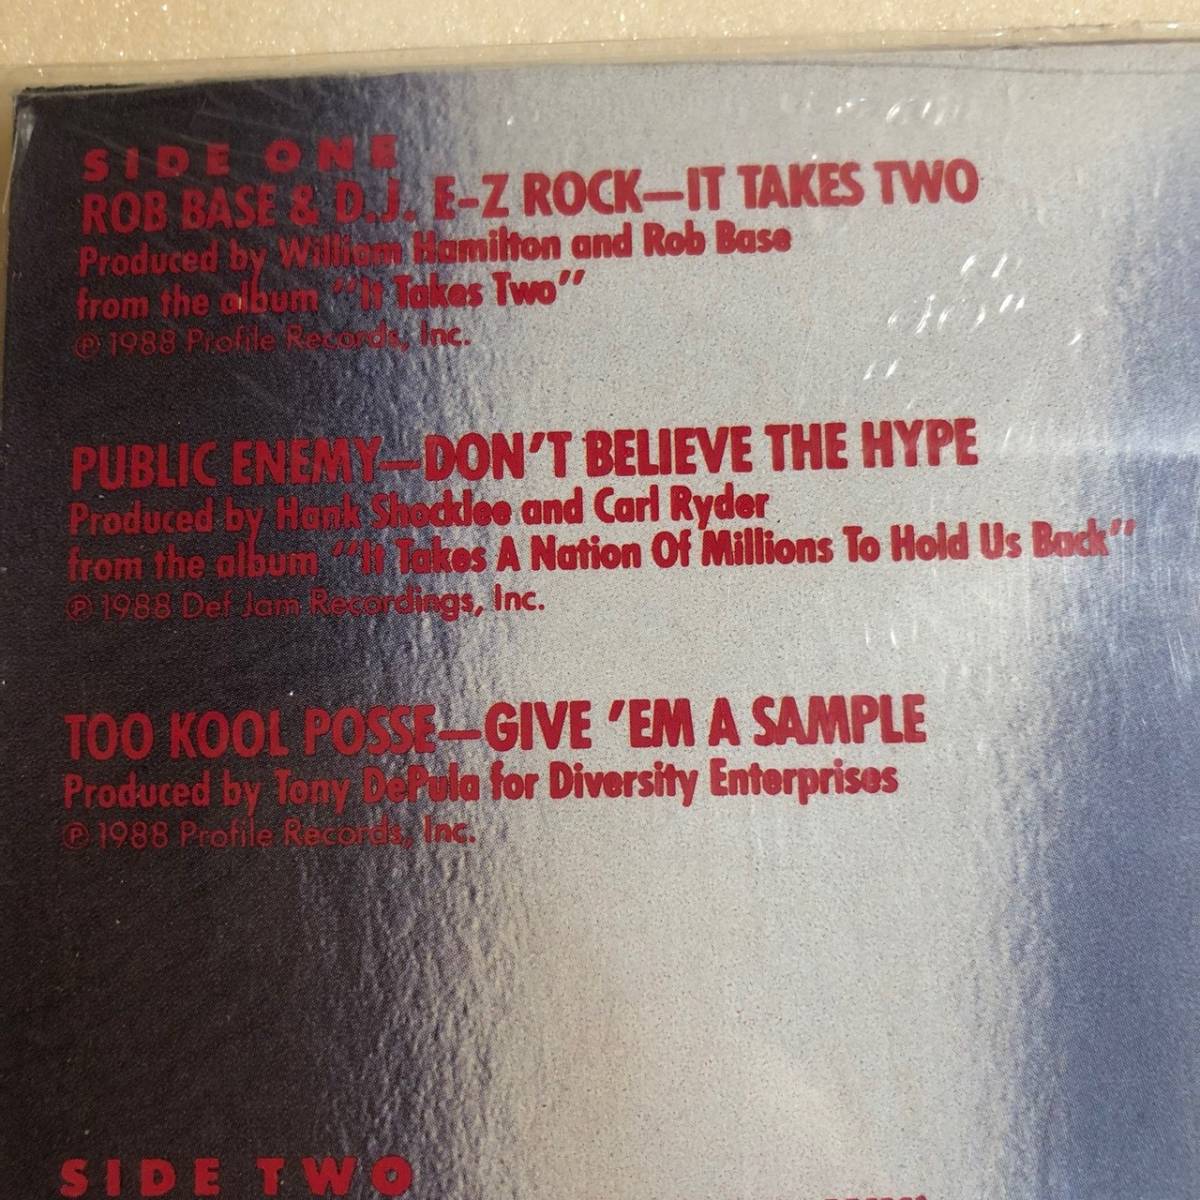 SIDE ONE
ROB BASE & D.J. E-Z ROCK—IT TAKES TWO
Produced by William Hamilton and Rob Base
from the album "It Takes Two"
℗ 1988 Profile Records, Inc.
PUBLIC ENEMY—DON'T BELIEVE THE HYPE
Produced by Hank Shocklee and Carl Ryder
from the album "It Takes A Nation Of Millions To Hold Us Back"
℗ 1988 Def Jam Recordings, Inc.
TOO KOOL POSSE—GIVE 'EM A SAMPLE
Produced by Tony DePula for Diversity Enterprises
℗ 1988 Profile Records, Inc.
SIDE TWO